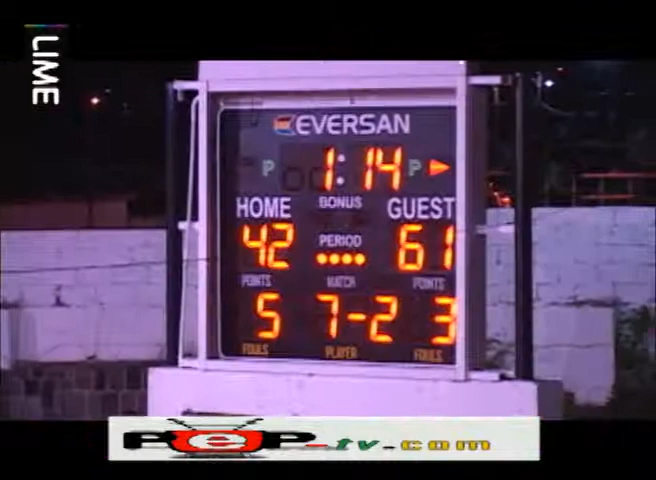 LIME
EVERSAN
P 1:14 P
HOME BONUS GUEST
42 PERIOD 61
POINTS MATCH POINTS
5 7-2 3
FOULS PLAYER FOULS
PeP-tv.com